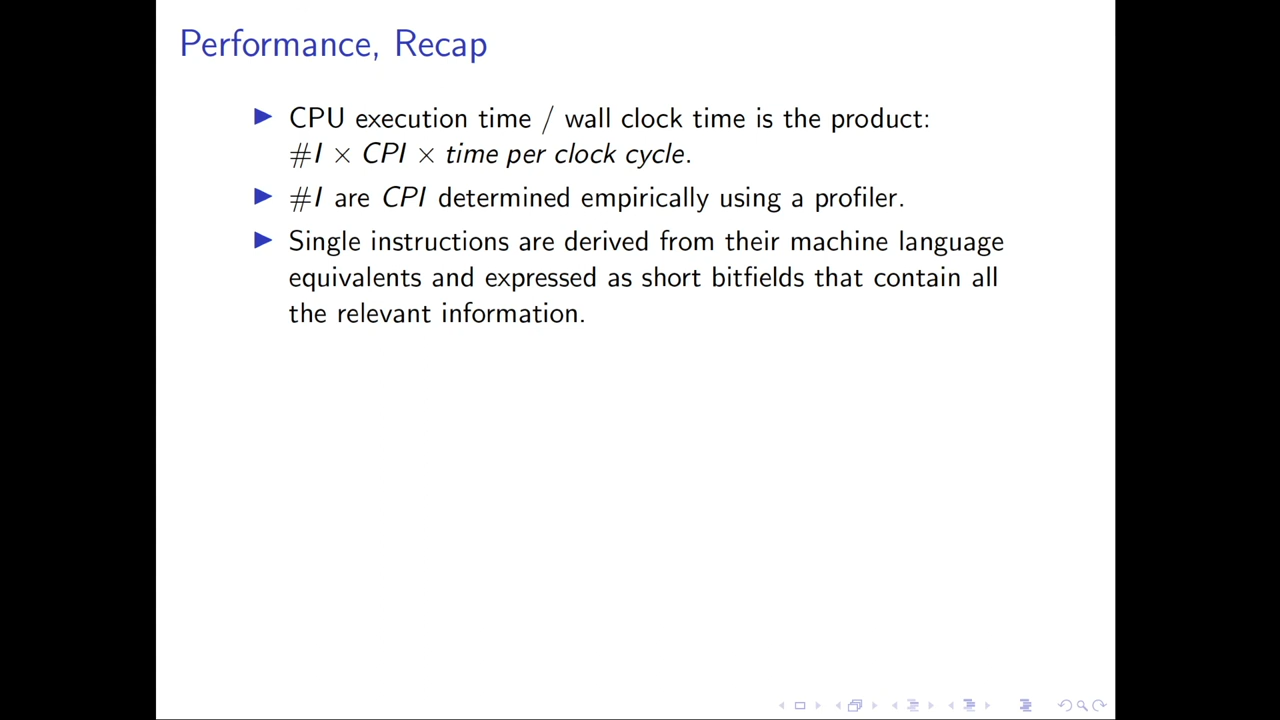 Performance, Recap
CPU execution time / wall clock time is the product:
#I × CPI × time per clock cycle.
#I are CPI determined empirically using a profiler.
Single instructions are derived from their machine language
equivalents and expressed as short bitfields that contain all
the relevant information.